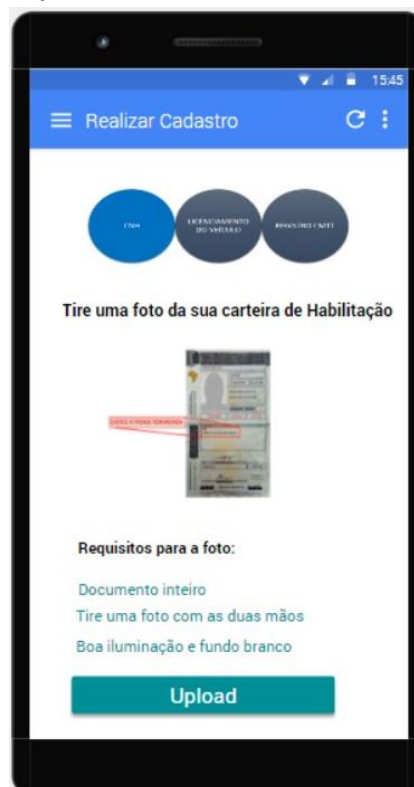 15:45
Realizar Cadastro
CNH
LICENCIAMENTO
DO VEÍCULO
Tire uma foto da sua carteira de Habilitação
Requisitos para a foto:
Documento inteiro
Tire uma foto com as duas mãos
Boa iluminação e fundo branco
Upload